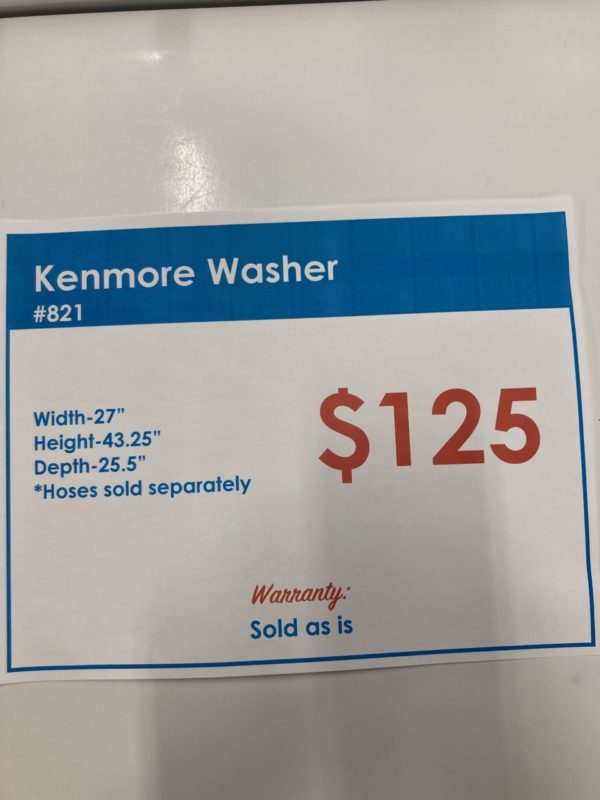 Kenmore Washer
#821
Width-27”
Height-43.25”
Depth-25.5”
*Hoses sold separately
$125
Warranty:
Sold as is